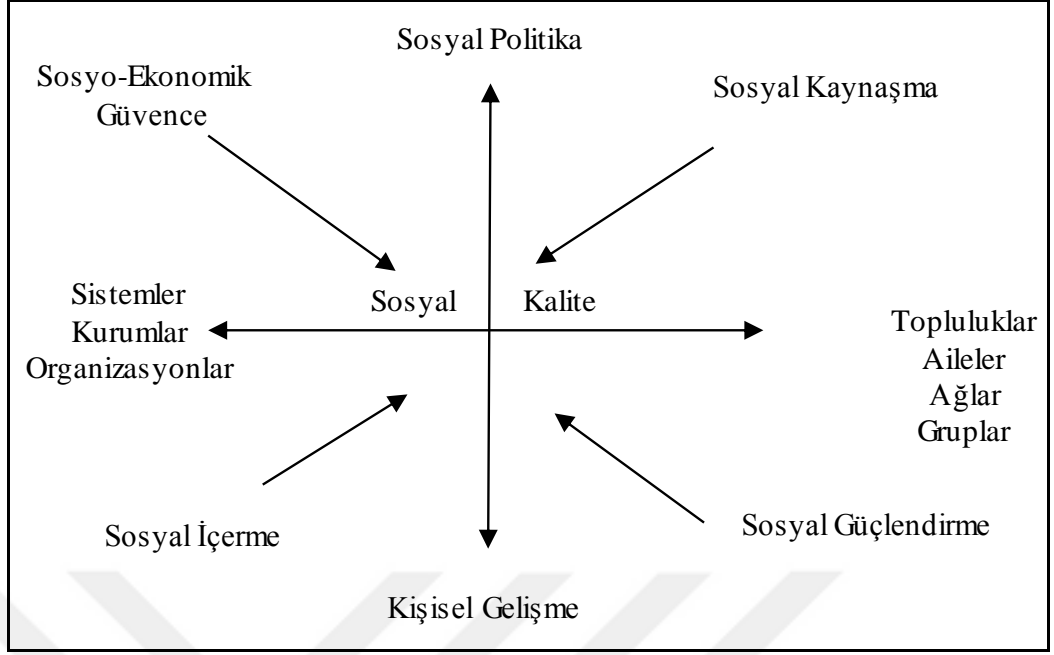 Sosyal Politika
Sosyo-Ekonomik
Güvence
Sosyal Kaynaşma
Sosyal Kalite
Sistemler
Kurumlar
Organizasyonlar
Topluluklar
Aileler
Ağlar
Gruplar
Sosyal İçerme
Sosyal Güçlendirme
Kişisel Gelişme